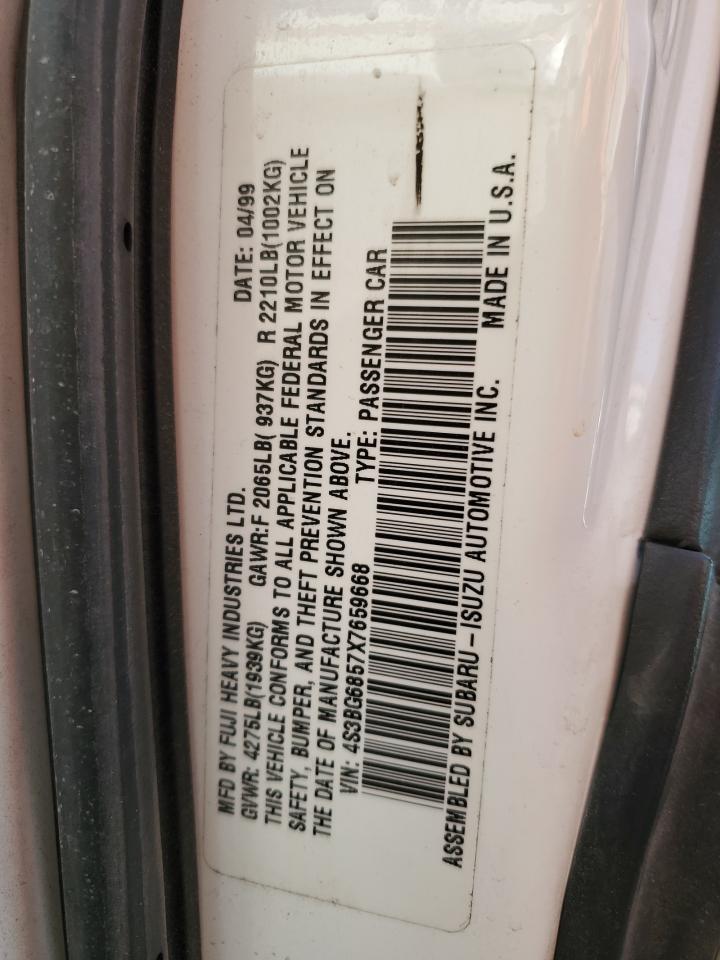 MFD BY FUJI HEAVY INDUSTRIES LTD. DATE: 04/99
GVWR: 4275LB(1939KG) GAWR:F 2065LB( 937KG) R 2210LB(1002KG)
THIS VEHICLE CONFORMS TO ALL APPLICABLE FEDERAL MOTOR VEHICLE
SAFETY, BUMPER, AND THEFT PREVENTION STANDARDS IN EFFECT ON
THE DATE OF MANUFACTURE SHOWN ABOVE.
VIN: 4S3BG6857X7659668 TYPE: PASSENGER CAR
ASSEMBLED BY SUBARU-ISUZU AUTOMOTIVE INC. MADE IN U.S.A.